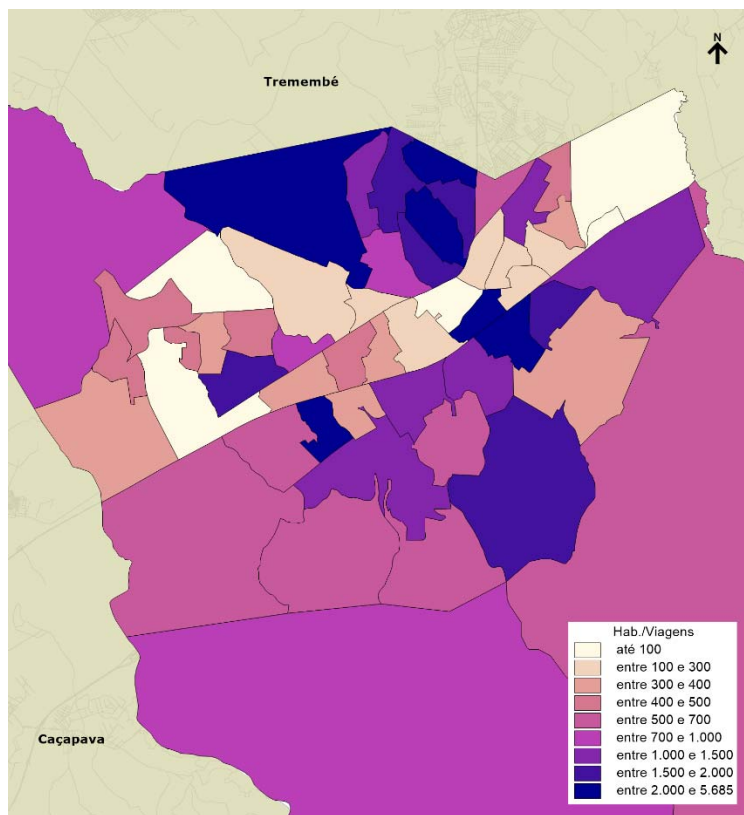 N
Tremembé
Hab./Viagens
até 100
entre 100 e 300
entre 300 e 400
entre 400 e 500
entre 500 e 700
entre 700 e 1.000
entre 1.000 e 1.500
entre 1.500 e 2.000
entre 2.000 e 5.685
Caçapava